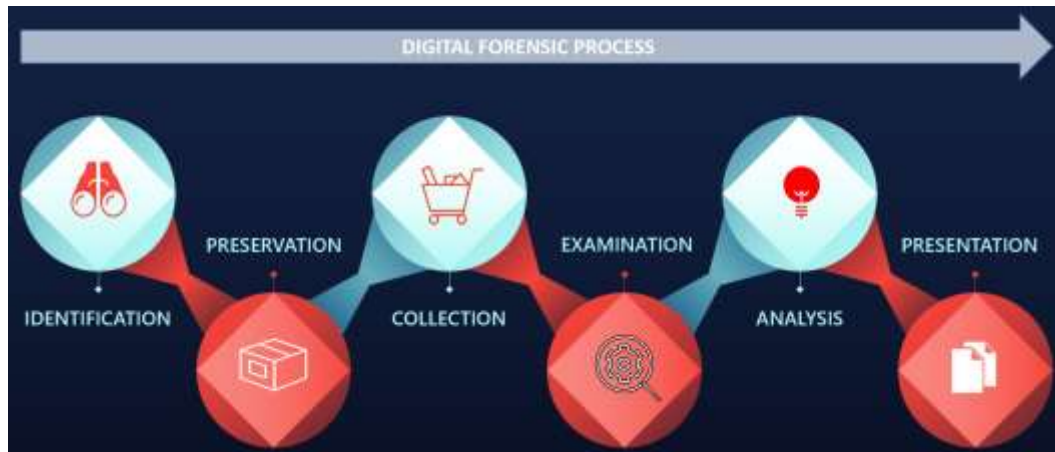 DIGITAL FORENSIC PROCESS
IDENTIFICATION
PRESERVATION
COLLECTION
EXAMINATION
ANALYSIS
PRESENTATION